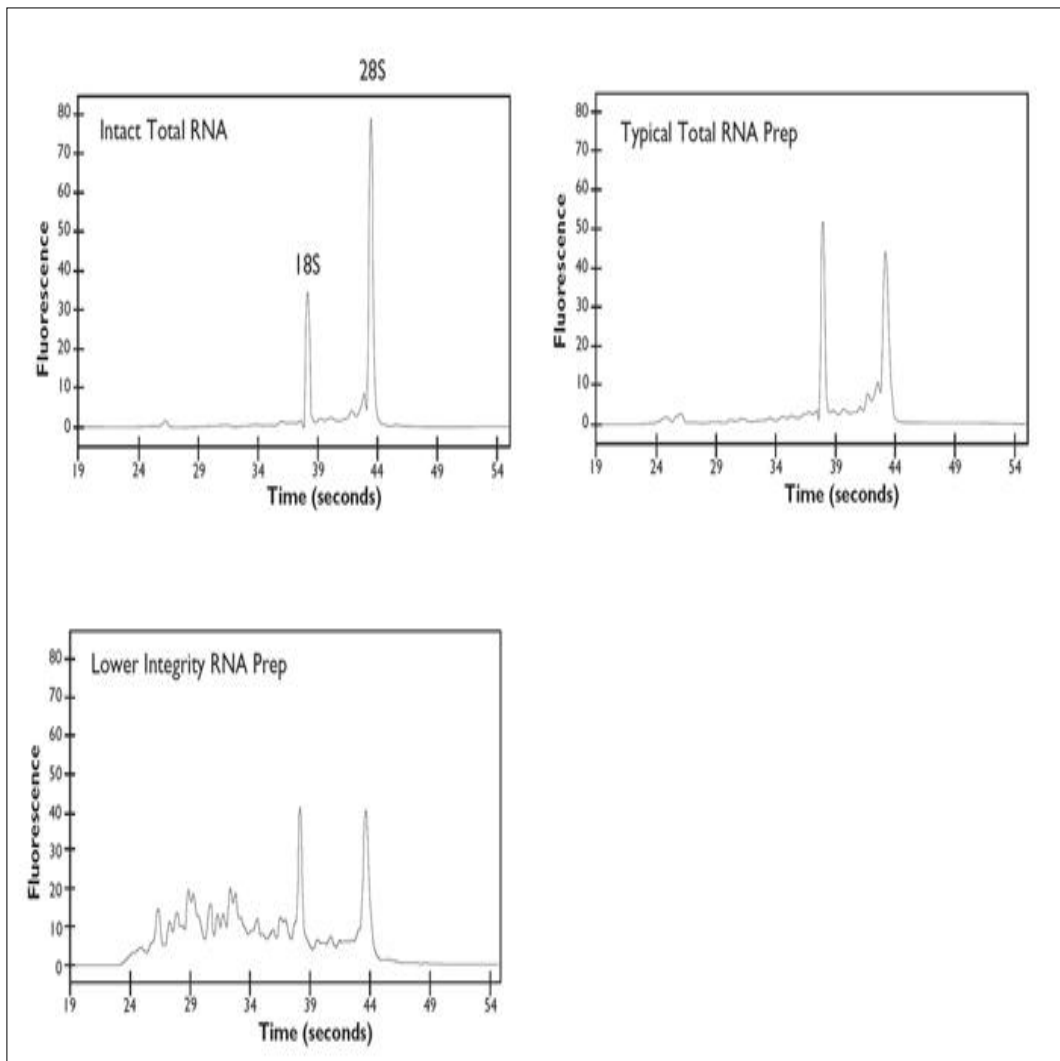 28S
Intact Total RNA
18S
80
70
60
50
40
30
20
10
0
Fluorescence
19 24 29 34 39 44 49 54
Time (seconds)
Typical Total RNA Prep
80
70
60
50
40
30
20
10
0
Fluorescence
19 24 29 34 39 44 49 54
Time (seconds)
Lower Integrity RNA Prep
80
70
60
50
40
30
20
10
0
Fluorescence
19 24 29 34 39 44 49 54
Time (seconds)